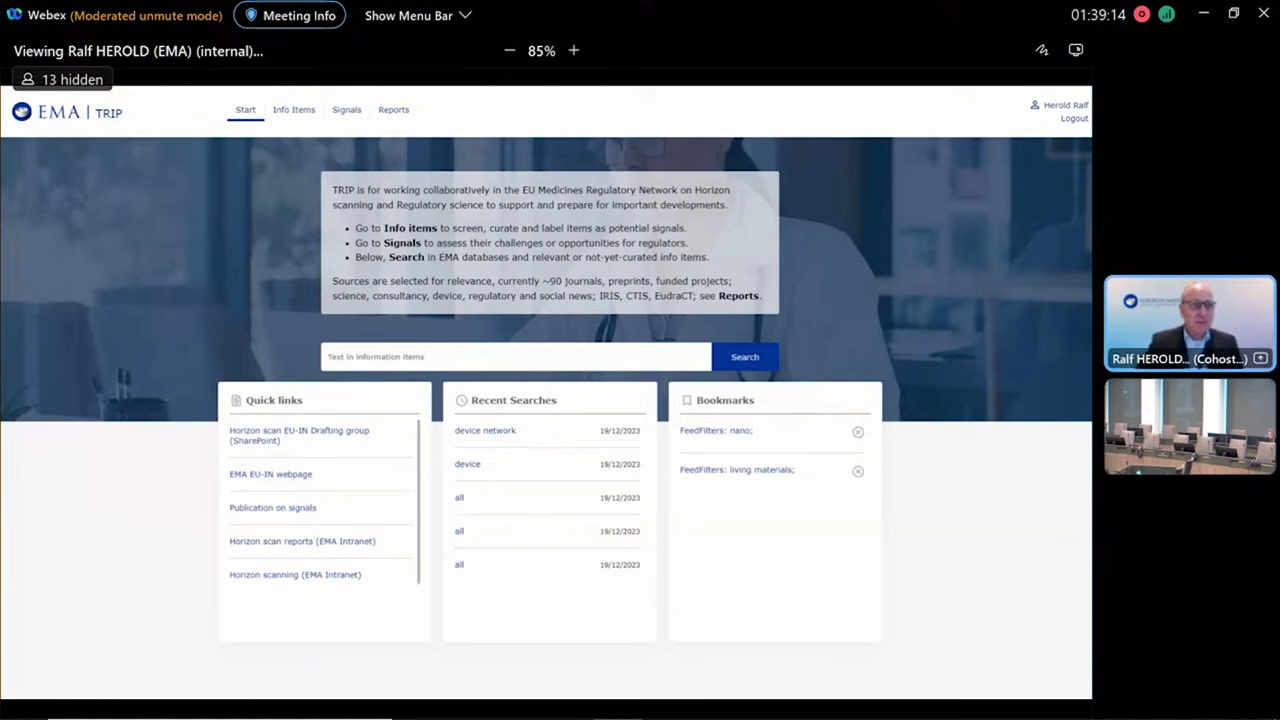 Webex (Moderated unmute mode) Meeting Info Show Menu Bar 01:39:14
Viewing Ralf HEROLD (EMA) (internal)... 85%
13 hidden
EMA | TRIP Start Info Items Signals Reports Herold Ralf
Logout
TRIP is for working collaboratively in the EU Medicines Regulatory Network on Horizon
scanning and Regulatory science to support and prepare for important developments.
• Go to Info items to screen, curate and label items as potential signals.
• Go to Signals to assess their challenges or opportunities for regulators.
• Below, Search in EMA databases and relevant or not-yet-curated info items.
Sources are selected for relevance, currently ~90 journals, preprints, funded projects;
science, consultancy, device, regulatory and social news; IRIS, CTIS, EudraCT; see Reports.
Text in information items Search
Quick links
Horizon scan EU-IN Drafting group
(SharePoint)
EMA EU-IN webpage
Publication on signals
Horizon scan reports (EMA Intranet)
Horizon scanning (EMA Intranet)
Recent Searches
device network 19/12/2023
device 19/12/2023
all 19/12/2023
all 19/12/2023
all 19/12/2023
Bookmarks
FeedFilters: nano;
FeedFilters: living materials;
Ralf HEROLD... (Cohost...)